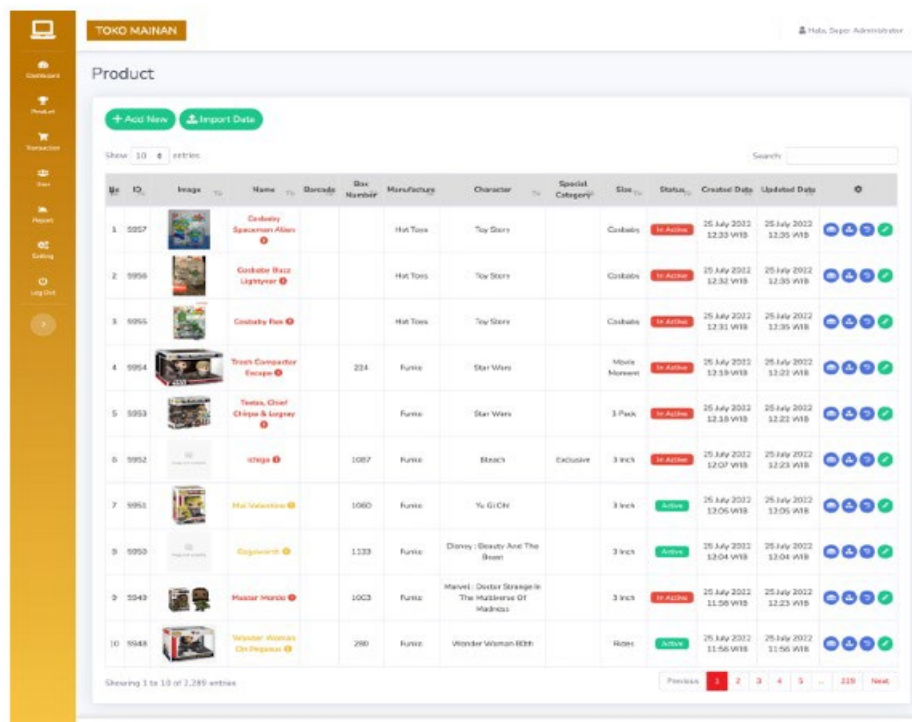 TOKO MAINAN
Halo, Super Administrator
Dashboard
Product
Transaction
User
Report
Setting
Log Out
Product
Add New Import Data
Show 10 entries Search:
No ID Image Name Barcode Box Number Manufacture Character Special Category Size Status Created Date Updated Date
1 5957 Cosbaby Spaceman Alien Hot Toys Toy Story Cosbaby In Active 25 July 2022 12:33 WIB 25 July 2022 12:35 WIB
2 5956 Cosbaby Buzz Lightyear Hot Toys Toy Story Cosbaby In Active 25 July 2022 12:32 WIB 25 July 2022 12:35 WIB
3 5955 Cosbaby Rex Hot Toys Toy Story Cosbaby In Active 25 July 2022 12:31 WIB 25 July 2022 12:35 WIB
4 5954 Trash Compactor Escape 224 Funko Star Wars Movie Moment In Active 25 July 2022 12:19 WIB 25 July 2022 12:22 WIB
5 5953 Teebo, Chief Chirpa & Logray Funko Star Wars 3 Pack In Active 25 July 2022 12:18 WIB 25 July 2022 12:22 WIB
6 5952 Ichigo 1087 Funko Bleach Exclusive 3 Inch In Active 25 July 2022 12:07 WIB 25 July 2022 12:23 WIB
7 5951 Mai Valentine 1060 Funko Yu Gi Oh! 3 Inch Active 25 July 2022 12:05 WIB 25 July 2022 12:05 WIB
8 5950 Cogsworth 1133 Funko Disney : Beauty And The Beast 3 Inch Active 25 July 2022 12:04 WIB 25 July 2022 12:04 WIB
9 5949 Master Mordo 1003 Funko Marvel : Doctor Strange In The Multiverse Of Madness 3 Inch In Active 25 July 2022 11:58 WIB 25 July 2022 12:23 WIB
10 5948 Wonder Woman On Pegasus 280 Funko Wonder Woman 80th Rides Active 25 July 2022 11:56 WIB 25 July 2022 11:56 WIB
Showing 1 to 10 of 2,289 entries Previous 1 2 3 4 5 ... 229 Next